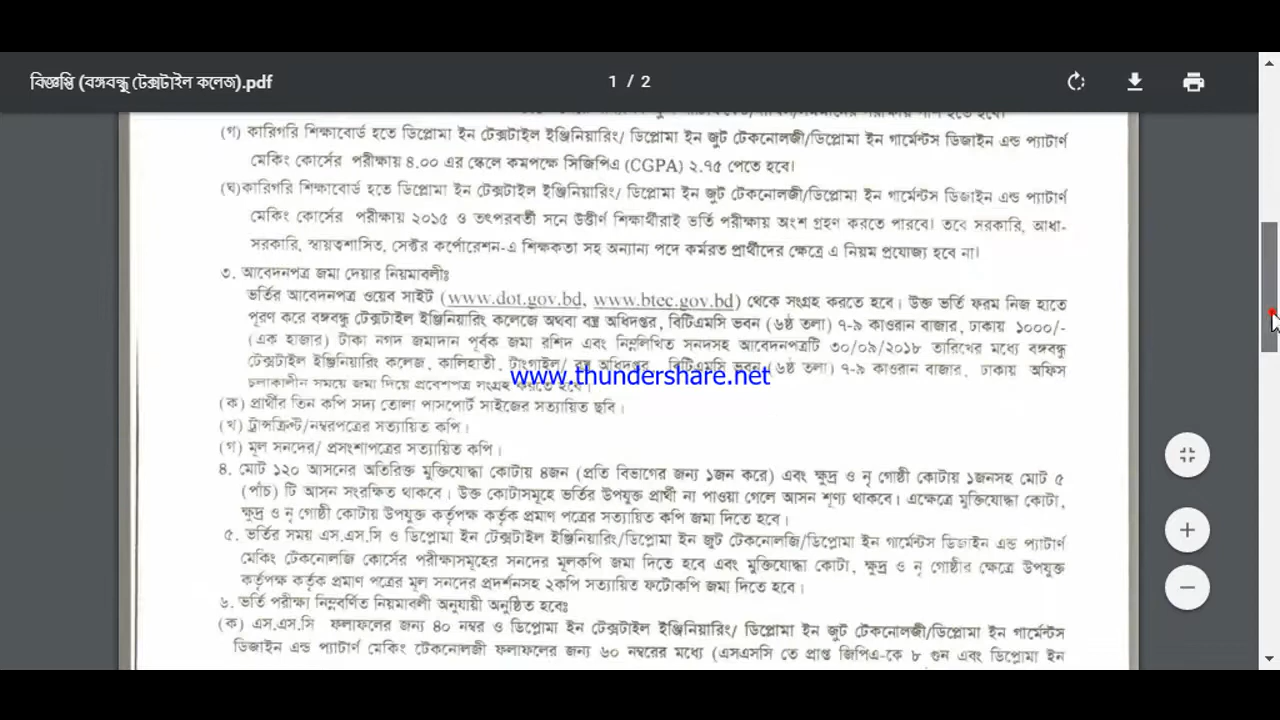 বিজ্ঞপ্তি (বঙ্গবন্ধু টেক্সটাইল কলেজ).pdf
1 / 2
(গ) কারিগরি শিক্ষাবোর্ড হতে ডিপ্লোমা ইন টেক্সটাইল ইঞ্জিনিয়ারিং/ ডিপ্লোমা ইন জুট টেকনোলজী/ডিপ্লোমা ইন গার্মেন্টস ডিজাইন এন্ড প্যাটার্ণ
মেকিং কোর্সের পরীক্ষায় ৪.০০ এর স্কেলে কমপক্ষে সিজিপিএ (CGPA) ২.৭৫ পেতে হবে।
(ঘ)কারিগরি শিক্ষাবোর্ড হতে ডিপ্লোমা ইন টেক্সটাইল ইঞ্জিনিয়ারিং/ ডিপ্লোমা ইন জুট টেকনোলজী/ডিপ্লোমা ইন গার্মেন্টস ডিজাইন এন্ড প্যাটার্ণ
মেকিং কোর্সের পরীক্ষায় ২০১৫ ও তৎপরবর্তী সনে উত্তীর্ণ শিক্ষার্থীরাই ভর্তি পরীক্ষায় অংশ গ্রহণ করতে পারবে। তবে সরকারি, আধা-
সরকারি, স্বায়ত্বশাসিত, সেক্টর কর্পোরেশন-এ শিক্ষকতা সহ অন্যান্য পদে কর্মরত প্রার্থীদের ক্ষেত্রে এ নিয়ম প্রযোজ্য হবে না।
৩. আবেদনপত্র জমা দেয়ার নিয়মাবলীঃ
ভর্তির আবেদনপত্র ওয়েব সাইট (www.dot.gov.bd, www.btec.gov.bd) থেকে সংগ্রহ করতে হবে। উক্ত ভর্তি ফরম নিজ হাতে
পূরণ করে বঙ্গবন্ধু টেক্সটাইল ইঞ্জিনিয়ারিং কলেজে অথবা বস্ত্র অধিদপ্তর, বিটিএমসি ভবন (৬ষ্ঠ তলা) ৭-৯ কাওরান বাজার, ঢাকায় ১০০০/-
(এক হাজার) টাকা নগদ জমাদান পূর্বক জমা রশিদ এবং নিম্নলিখিত সনদসহ আবেদনপত্রটি ৩০/০৯/২০১৮ তারিখের মধ্যে বঙ্গবন্ধু
টেক্সটাইল ইঞ্জিনিয়ারিং কলেজ, কালিহাতী, টাংগাইল/ বস্ত্র অধিদপ্তর, বিটিএমসি ভবন (৬ষ্ঠ তলা) ৭-৯ কাওরান বাজার, ঢাকায় অফিস
www.thundershare.net
চলাকালীন সময়ে জমা দিয়ে প্রবেশপত্র সংগ্রহ করতে হবে।
(ক) প্রার্থীর তিন কপি সদ্য তোলা পাসপোর্ট সাইজের সত্যায়িত ছবি।
(খ) ট্রান্সক্রিপ্ট/নম্বরপত্রের সত্যায়িত কপি।
(গ) মূল সনদের/ প্রসংশাপত্রের সত্যায়িত কপি।
৪. মোট ১২০ আসনের অতিরিক্ত মুক্তিযোদ্ধা কোটায় ৪জন (প্রতি বিভাগের জন্য ১জন করে) এবং ক্ষুদ্র ও নৃ গোষ্ঠী কোটায় ১জনসহ মোট ৫
(পাঁচ) টি আসন সংরক্ষিত থাকবে। উক্ত কোটাসমূহে ভর্তির উপযুক্ত প্রার্থী না পাওয়া গেলে আসন শূণ্য থাকবে। এক্ষেত্রে মুক্তিযোদ্ধা কোটা,
ক্ষুদ্র ও নৃ গোষ্ঠী কোটায় উপযুক্ত কর্তৃপক্ষ কর্তৃক প্রমাণ পত্রের সত্যায়িত কপি জমা দিতে হবে।
৫. ভর্তির সময় এস.এস.সি ও ডিপ্লোমা ইন টেক্সটাইল ইঞ্জিনিয়ারিং/ডিপ্লোমা ইন জুট টেকনোলজি/ডিপ্লোমা ইন গার্মেন্টস ডিজাইন এন্ড প্যাটার্ণ
মেকিং টেকনোলজি কোর্সের পরীক্ষাসমূহের সনদের মূলকপি জমা দিতে হবে এবং মুক্তিযোদ্ধা কোটা, ক্ষুদ্র ও নৃ গোষ্ঠীর ক্ষেত্রে উপযুক্ত
কর্তৃপক্ষ কর্তৃক প্রমাণ পত্রের মূল সনদের প্রদর্শনসহ ২কপি সত্যায়িত ফটোকপি জমা দিতে হবে।
৬. ভর্তি পরীক্ষা নিম্নবর্ণিত নিয়মাবলী অনুযায়ী অনুষ্ঠিত হবেঃ
(ক) এস.এস.সি ফলাফলের জন্য ৪০ নম্বর ও ডিপ্লোমা ইন টেক্সটাইল ইঞ্জিনিয়ারিং/ ডিপ্লোমা ইন জুট টেকনোলজী/ডিপ্লোমা ইন গার্মেন্টস
ডিজাইন এন্ড প্যাটার্ণ মেকিং টেকনোলজী ফলাফলের জন্য ৬০ নম্বরের মধ্যে (এসএসসি তে প্রাপ্ত জিপিএ-কে ৮ গুন এবং ডিপ্লোমা ইন